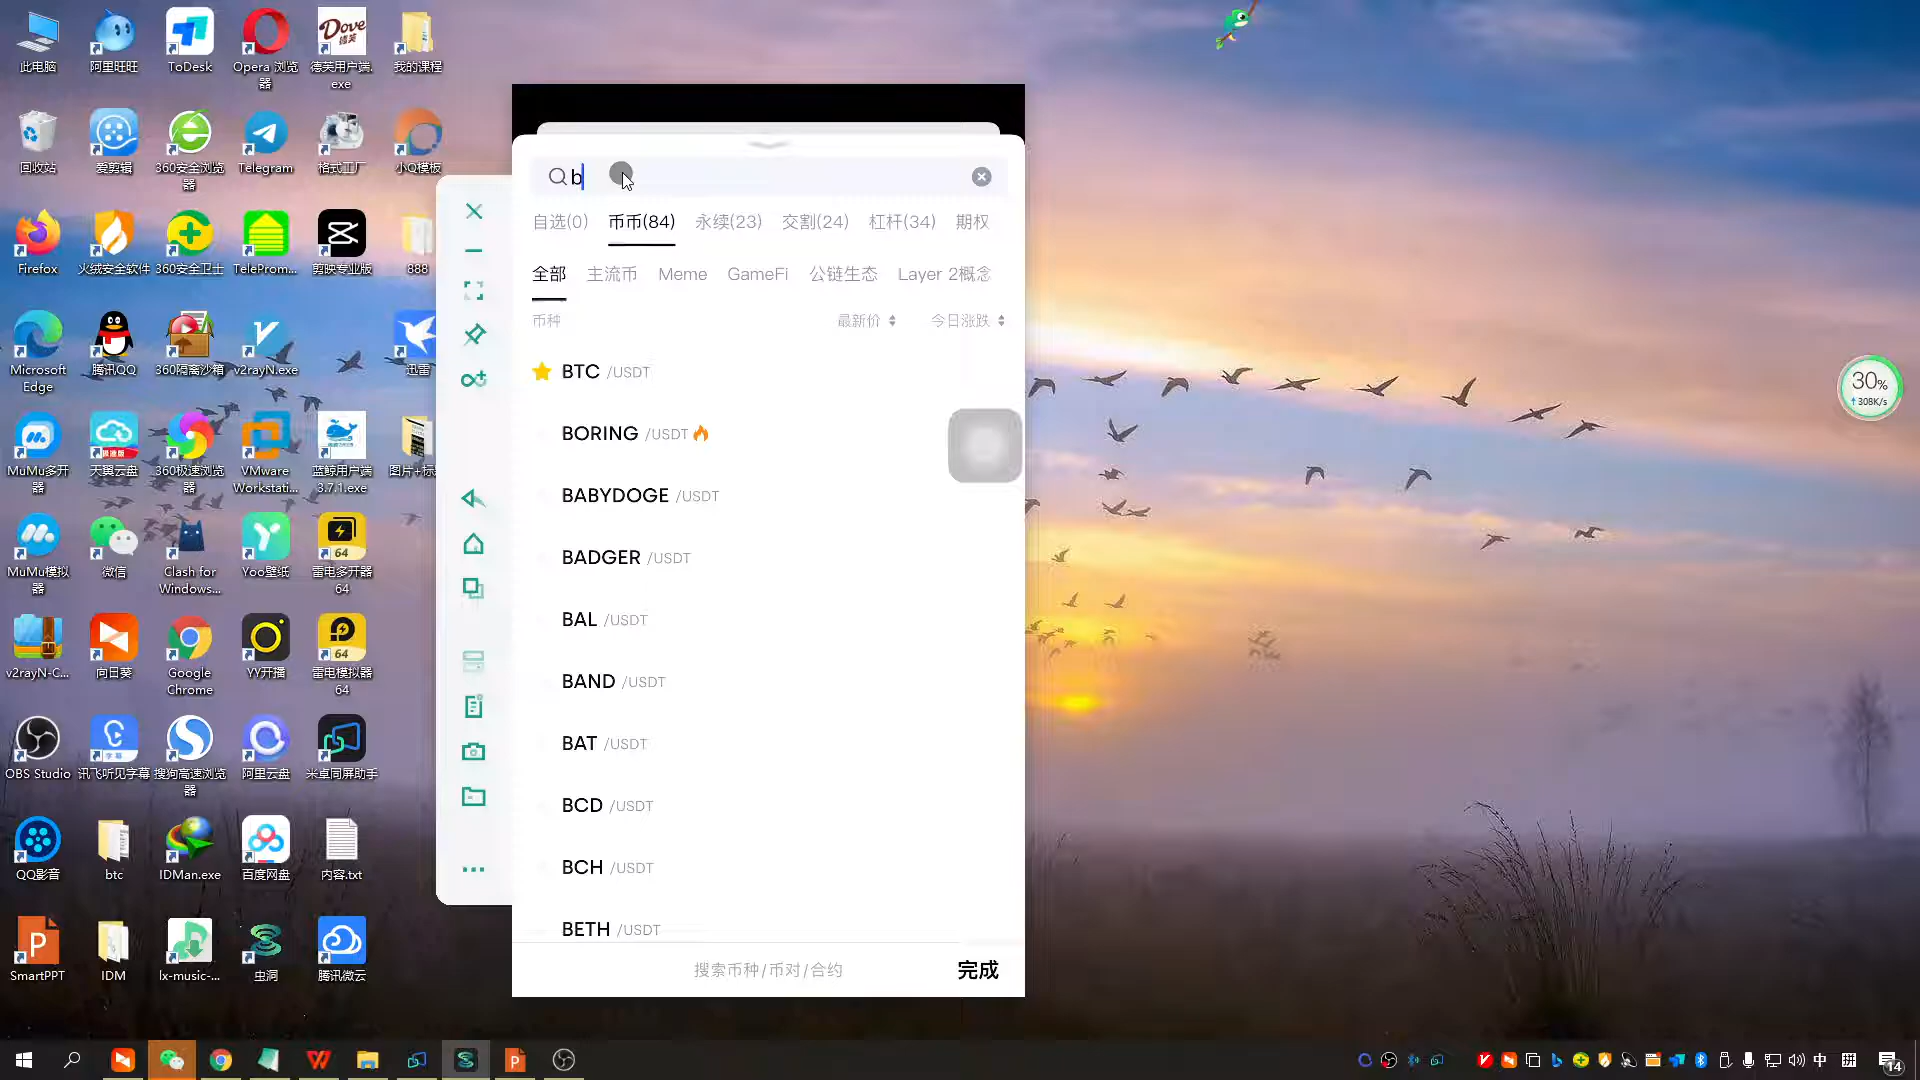 此电脑
阿里旺旺
ToDesk
Opera 浏览器
德芙用户端.exe
我的课程
回收站
爱剪辑
360安全浏览器
Telegram
格式工厂
小Q模板
Firefox
火绒安全软件
360安全卫士
TeleProm...
剪映专业版
888
Microsoft Edge
腾讯QQ
360隔离沙箱
v2rayN.exe
迅雷
MuMu多开器
天翼云盘
360极速浏览器
VMware Workstati...
蓝鲸用户端3.7.1.exe
图片+标
MuMu模拟器
微信
Clash for Windows...
Yoo壁纸
雷电多开器64
v2rayN-C...
向日葵
Google Chrome
YY开播
雷电模拟器64
OBS Studio
讯飞听见字幕
搜狗高速浏览器
阿里云盘
米卓同屏助手
QQ影音
btc
IDMan.exe
百度网盘
内容.txt
SmartPPT
IDM
lx-music-...
虫洞
腾讯微云
b
自选(0) 币币(84) 永续(23) 交割(24) 杠杆(34) 期权
全部 主流币 Meme GameFi 公链生态 Layer 2概念
币种 最新价 今日涨跌
BTC /USDT
BORING /USDT
BABYDOGE /USDT
BADGER /USDT
BAL /USDT
BAND /USDT
BAT /USDT
BCD /USDT
BCH /USDT
BETH /USDT
搜索币种/币对/合约 完成
30%
308K/s
中
拼
14